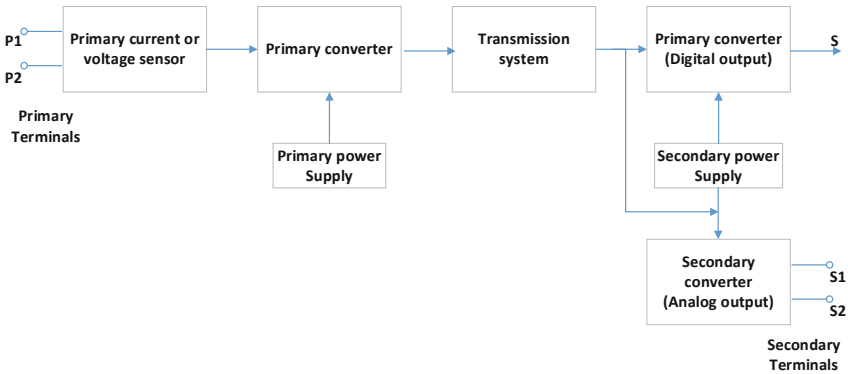 P1
P2
Primary
Terminals
Primary current or
voltage sensor
Primary converter
Transmission
system
Primary converter
(Digital output)
S
Primary power
Supply
Secondary power
Supply
Secondary
converter
(Analog output)
S1
S2
Secondary
Terminals